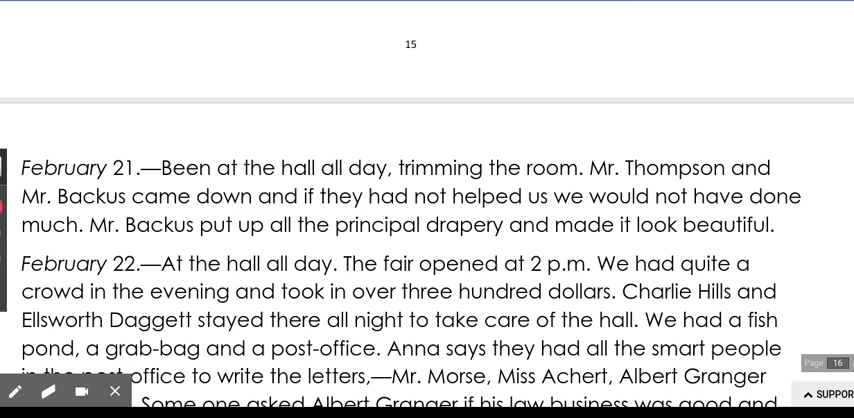 15
February 21.—Been at the hall all day, trimming the room. Mr. Thompson and
Mr. Backus came down and if they had not helped us we would not have done
much. Mr. Backus put up all the principal drapery and made it look beautiful.
February 22.—At the hall all day. The fair opened at 2 p.m. We had quite a
crowd in the evening and took in over three hundred dollars. Charlie Hills and
Ellsworth Daggett stayed there all night to take care of the hall. We had a fish
pond, a grab-bag and a post-office. Anna says they had all the smart people
Page 16
in the post office to write the letters,—Mr. Morse, Miss Achert, Albert Granger
SUPPOR
Some one asked Albert Granger if his law business was good and